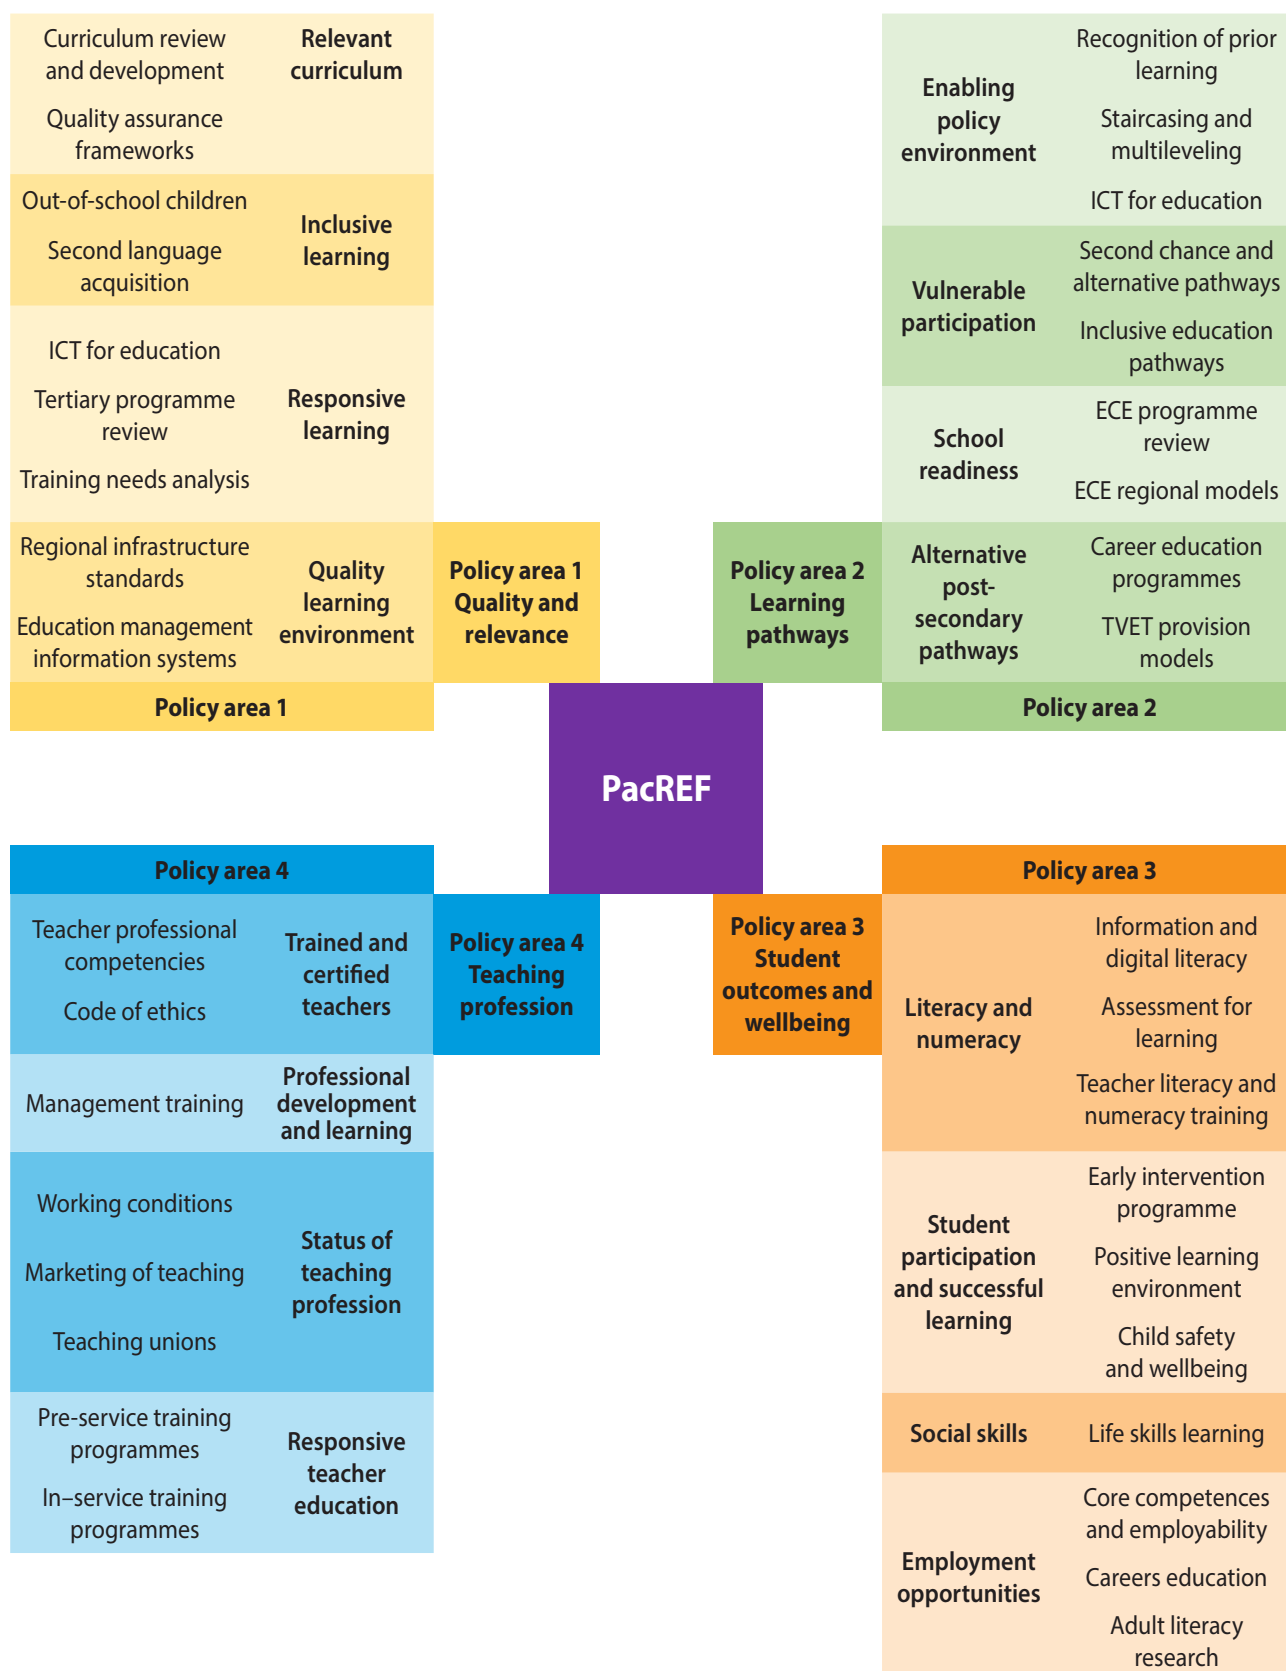 Curriculum review
and development
Quality assurance
frameworks
Relevant
curriculum
Out-of-school children
Second language
acquisition
Inclusive
learning
ICT for education
Tertiary programme
review
Training needs analysis
Responsive
learning
Regional infrastructure
standards
Education management
information systems
Quality
learning
environment
Policy area 1
Quality and
relevance
Policy area 1
Enabling
policy
environment
Recognition of prior
learning
Staircasing and
multileveling
ICT for education
Vulnerable
participation
Second chance and
alternative pathways
Inclusive education
pathways
School
readiness
ECE programme
review
ECE regional models
Policy area 2
Learning
pathways
Alternative
post-
secondary
pathways
Career education
programmes
TVET provision
models
Policy area 2
PacREF
Policy area 4
Teacher professional
competencies
Code of ethics
Trained and
certified
teachers
Policy area 4
Teaching
profession
Management training
Professional
development
and learning
Working conditions
Marketing of teaching
Teaching unions
Status of
teaching
profession
Pre-service training
programmes
In–service training
programmes
Responsive
teacher
education
Policy area 3
Policy area 3
Student
outcomes and
wellbeing
Literacy and
numeracy
Information and
digital literacy
Assessment for
learning
Teacher literacy and
numeracy training
Student
participation
and successful
learning
Early intervention
programme
Positive learning
environment
Child safety
and wellbeing
Social skills
Life skills learning
Employment
opportunities
Core competences
and employability
Careers education
Adult literacy
research